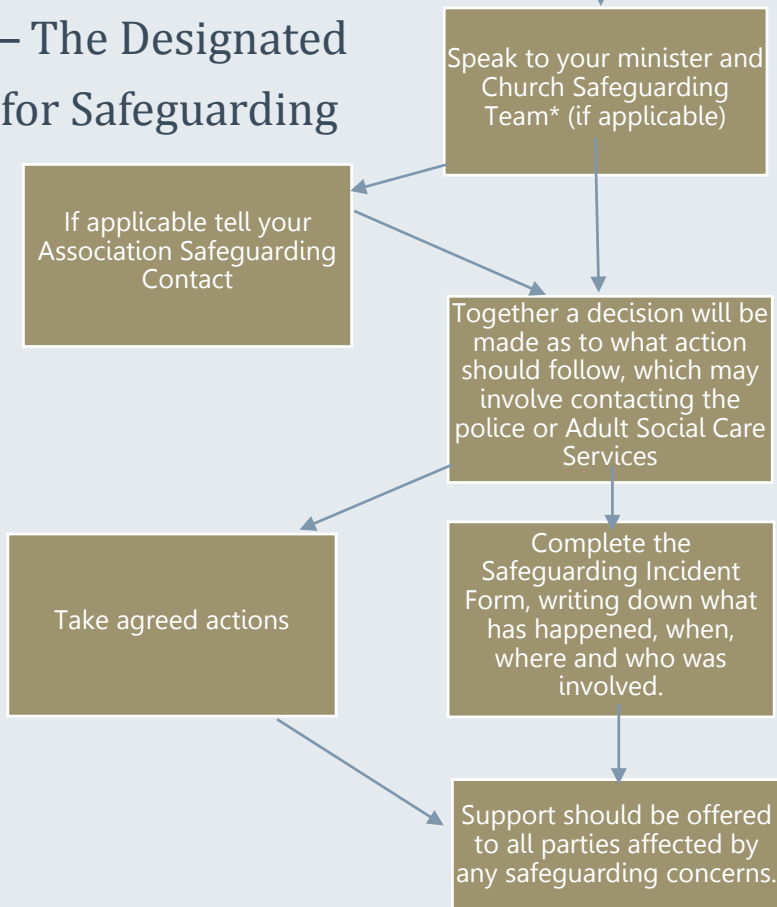 – The Designated
for Safeguarding
Speak to your minister and
Church Safeguarding
Team* (if applicable)
If applicable tell your
Association Safeguarding
Contact
Together a decision will be
made as to what action
should follow, which may
involve contacting the
police or Adult Social Care
Services
Take agreed actions
Complete the
Safeguarding Incident
Form, writing down what
has happened, when,
where and who was
involved.
Support should be offered
to all parties affected by
any safeguarding concerns.